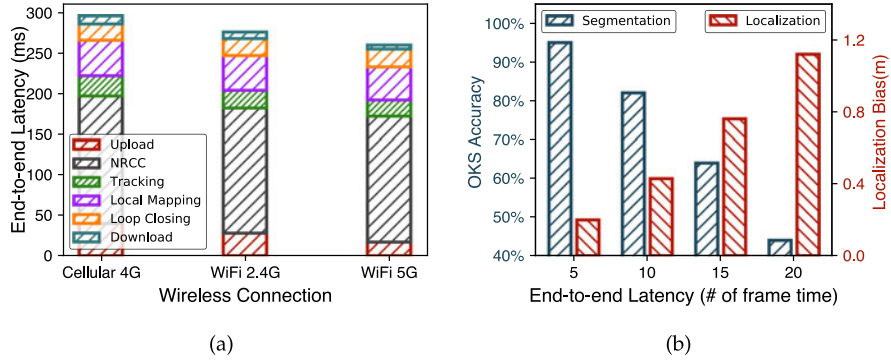 300
250
200
150
100
50
0
End-to-end Latency (ms)
Upload
NRCC
Tracking
Local Mapping
Loop Closing
Download
Cellular 4G
WiFi 2.4G
WiFi 5G
Wireless Connection
(a)
100%
90%
80%
70%
60%
50%
40%
OKS Accuracy
Segmentation
Localization
1.2
0.8
0.4
0.0
Localization Bias(m)
5
10
15
20
End-to-end Latency (# of frame time)
(b)